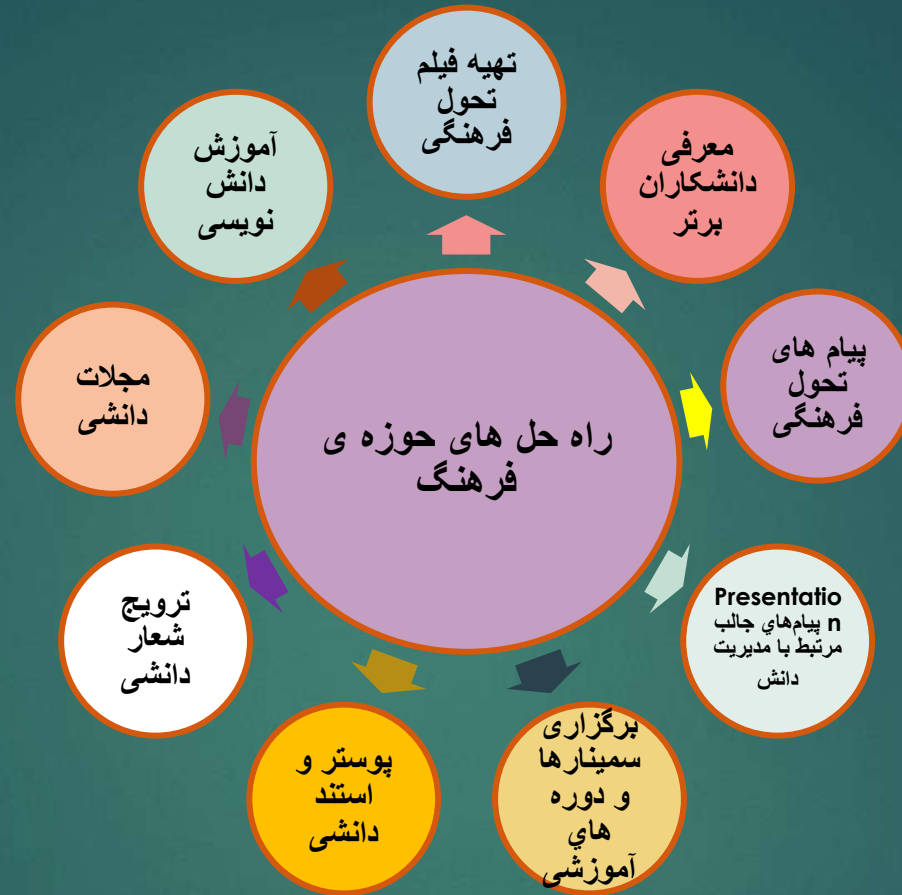 تهیه فیلم
تحول
فرهنگی
معرفی
دانشکاران
برتر
پیام های
تحول
فرهنگی
Presentatio
n پیام‌هاي جالب
مرتبط با مدیریت
دانش
برگزاری
سمینارها
و دوره
هاي
آموزشی
پوستر و
استند
دانشی
ترویج
شعار
دانشی
مجلات
دانشی
آموزش
دانش
نویسی
راه حل های حوزه ی
فرهنگ